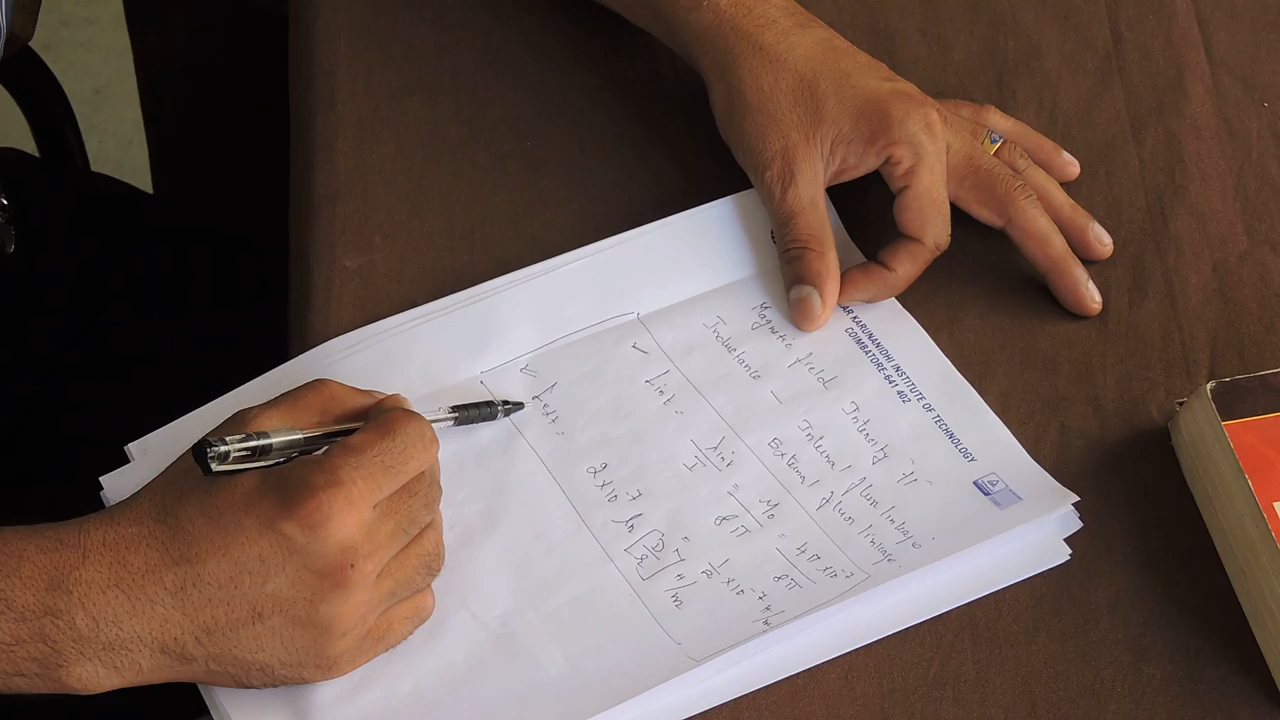 AR KARUNANIDHI INSTITUTE OF TECHNOLOGY
COIMBATORE-641 402
Magnetic field Intensity "H"
Inductance - Internal flux linkage
External flux linkage.
✓ Lint = λint / I = μ0 / 8π = 4π × 10⁻⁷ / 8π
= 1/2 × 10⁻⁷ H/m
✓ Lext = 2 × 10⁻⁷ ln [D/r] H/m